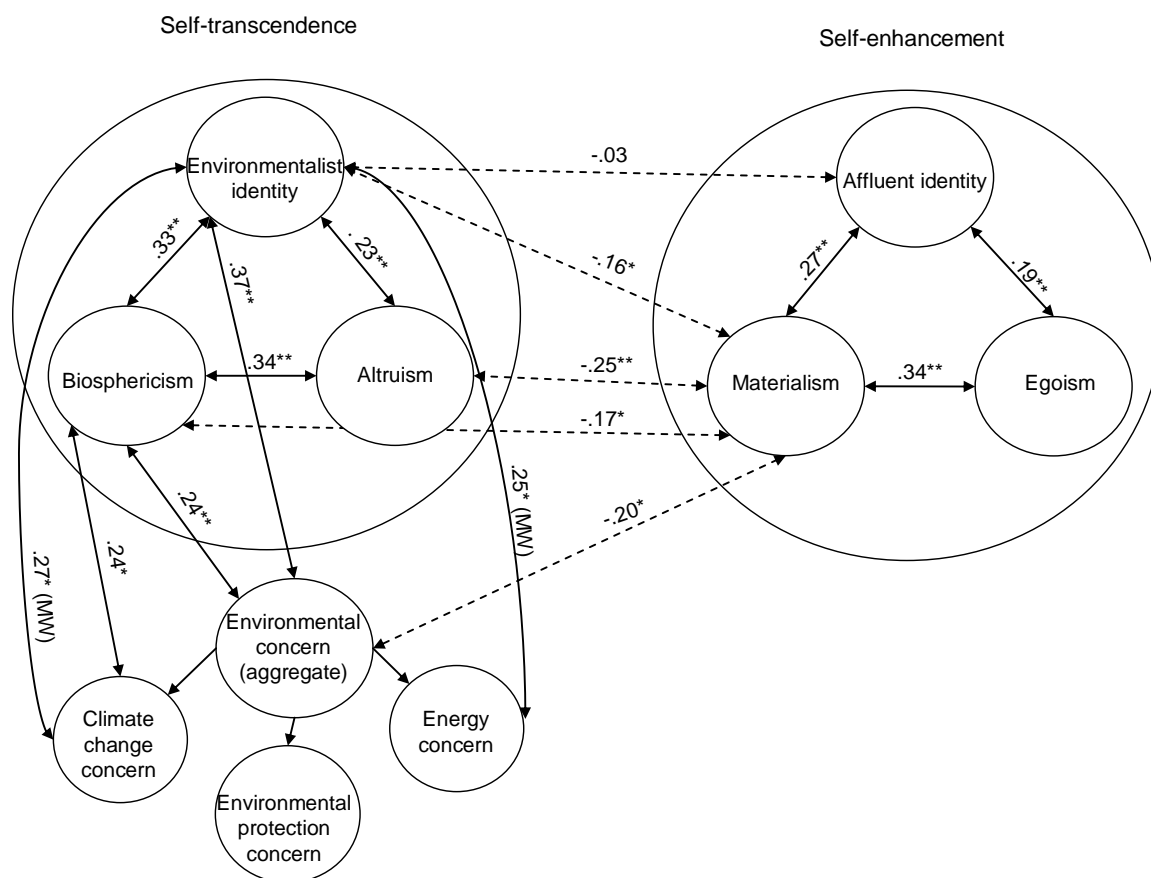 Self-transcendence
Self-enhancement
Environmentalist
identity
-.03
Affluent identity
.33**
. 23**
.37**
-.16*
.27**
.19**
Biosphericism
.34**
Altruism
-.25**
Materialism
.34**
Egoism
-.17*
.24**
.25* (MW)
-.20*
.24*
.27* (MW)
Environmental
concern
(aggregate)
Climate
change
concern
Energy
concern
Environmental
protection
concern